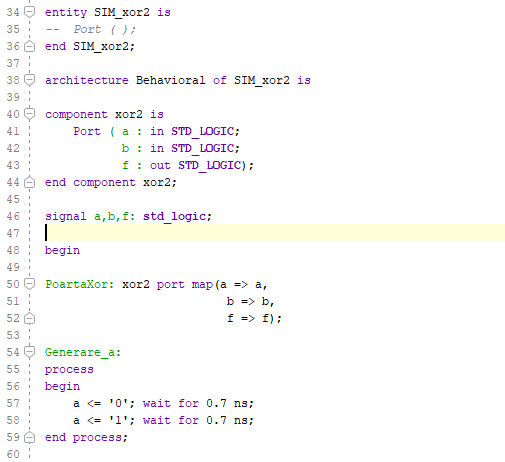 34 entity SIM_xor2 is
35 --  Port ( );
36 end SIM_xor2;
37
38 architecture Behavioral of SIM_xor2 is
39
40 component xor2 is
41     Port ( a : in STD_LOGIC;
42            b : in STD_LOGIC;
43            f : out STD_LOGIC);
44 end component xor2;
45
46 signal a,b,f: std_logic;
47
48 begin
49
50 PoartaXor: xor2 port map(a => a,
51                          b => b,
52                          f => f);
53
54 Generare_a:
55 process
56 begin
57     a <= '0'; wait for 0.7 ns;
58     a <= '1'; wait for 0.7 ns;
59 end process;
60